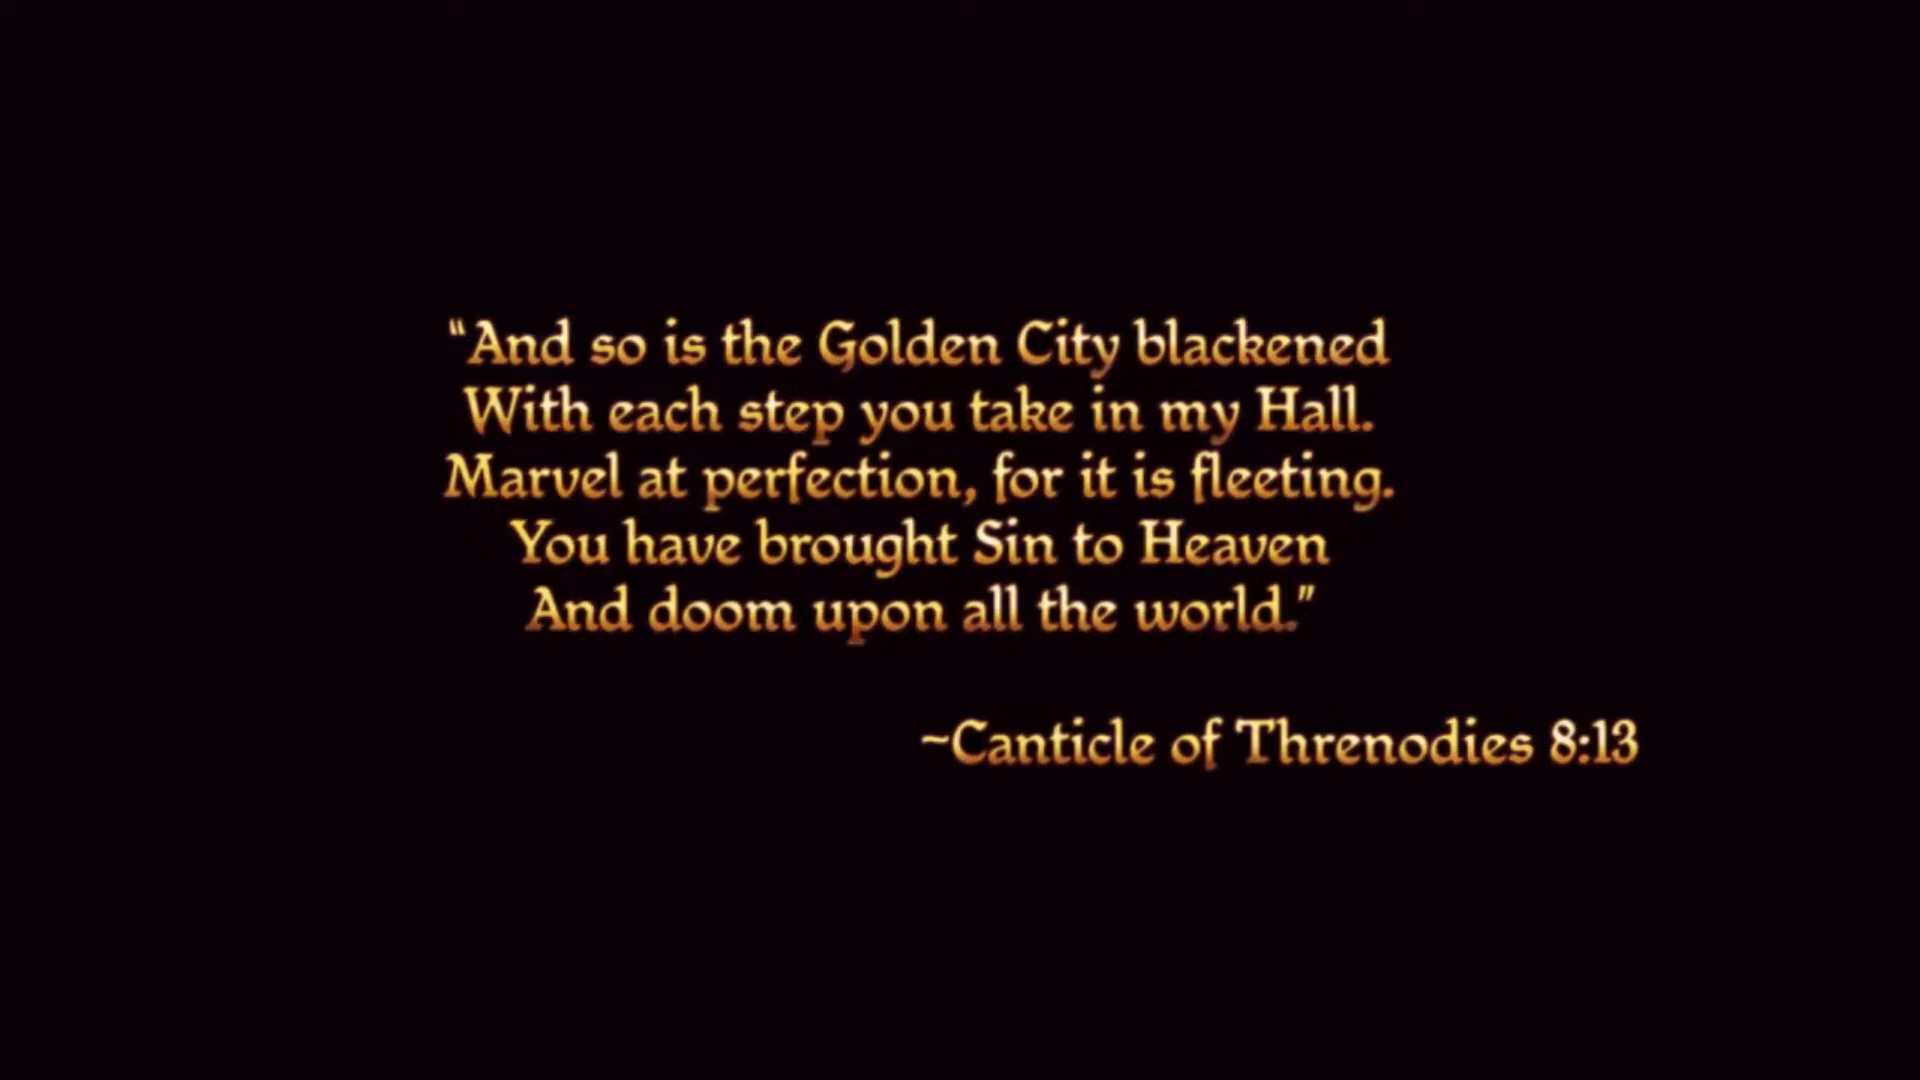 “And so is the Golden City blackened
With each step you take in my Hall.
Marvel at perfection, for it is fleeting.
You have brought Sin to Heaven
And doom upon all the world.”
~Canticle of Threnodies 8:13